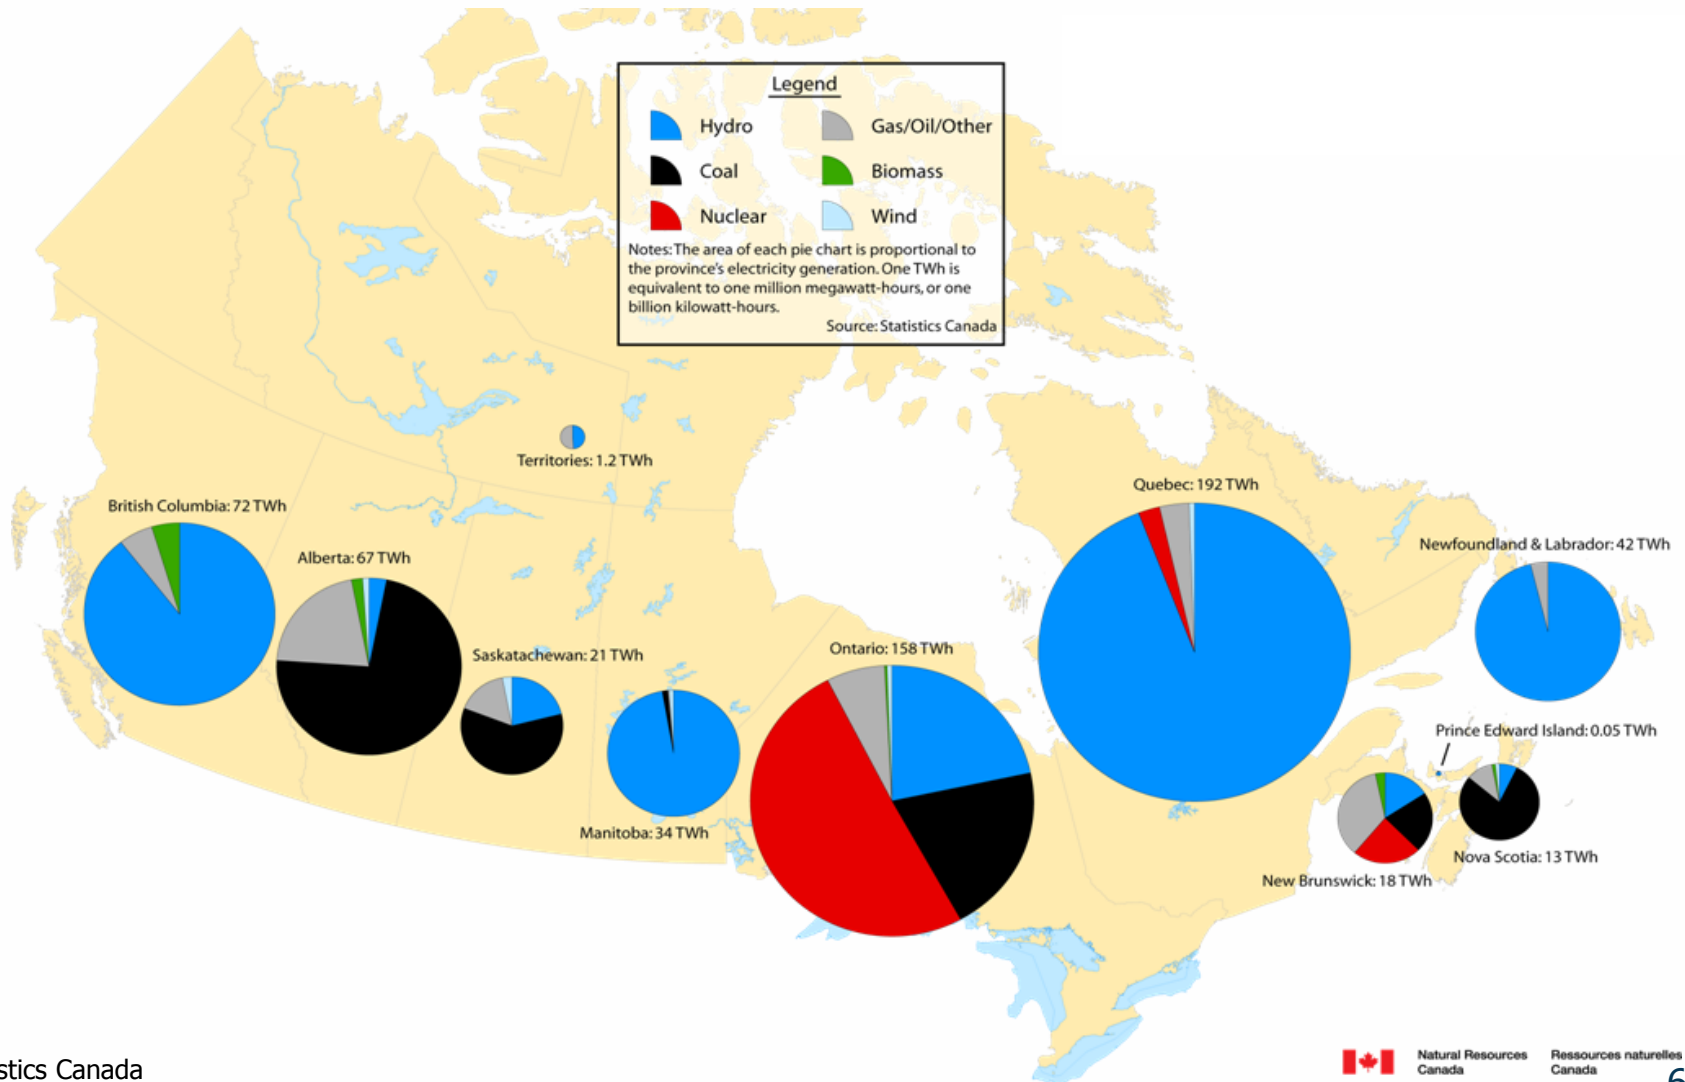 Legend
Hydro
Gas/Oil/Other
Coal
Biomass
Nuclear
Wind
Notes: The area of each pie chart is proportional to
the province's electricity generation. One TWh is
equivalent to one million megawatt-hours, or one
billion kilowatt-hours.
Source: Statistics Canada
Territories: 1.2 TWh
Quebec: 192 TWh
British Columbia: 72 TWh
Newfoundland & Labrador: 42 TWh
Alberta: 67 TWh
Ontario: 158 TWh
Saskatachewan: 21 TWh
Prince Edward Island: 0.05 TWh
Manitoba: 34 TWh
Nova Scotia: 13 TWh
New Brunswick: 18 TWh
stics Canada
Natural Resources
Canada
Ressources naturelles
Canada
6